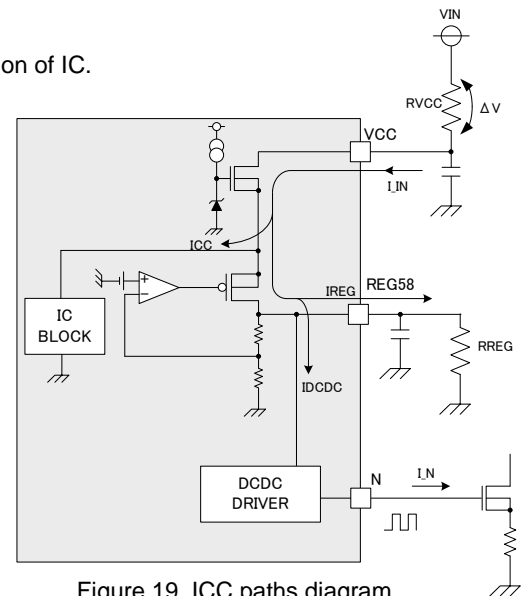 on of IC.
VIN
RVCC
ΔV
VCC
I_IN
ICC
IREG
REG58
+
−
IC
BLOCK
RREG
IDCDC
DCDC
DRIVER
N
I_N
Figure 19. ICC paths diagram